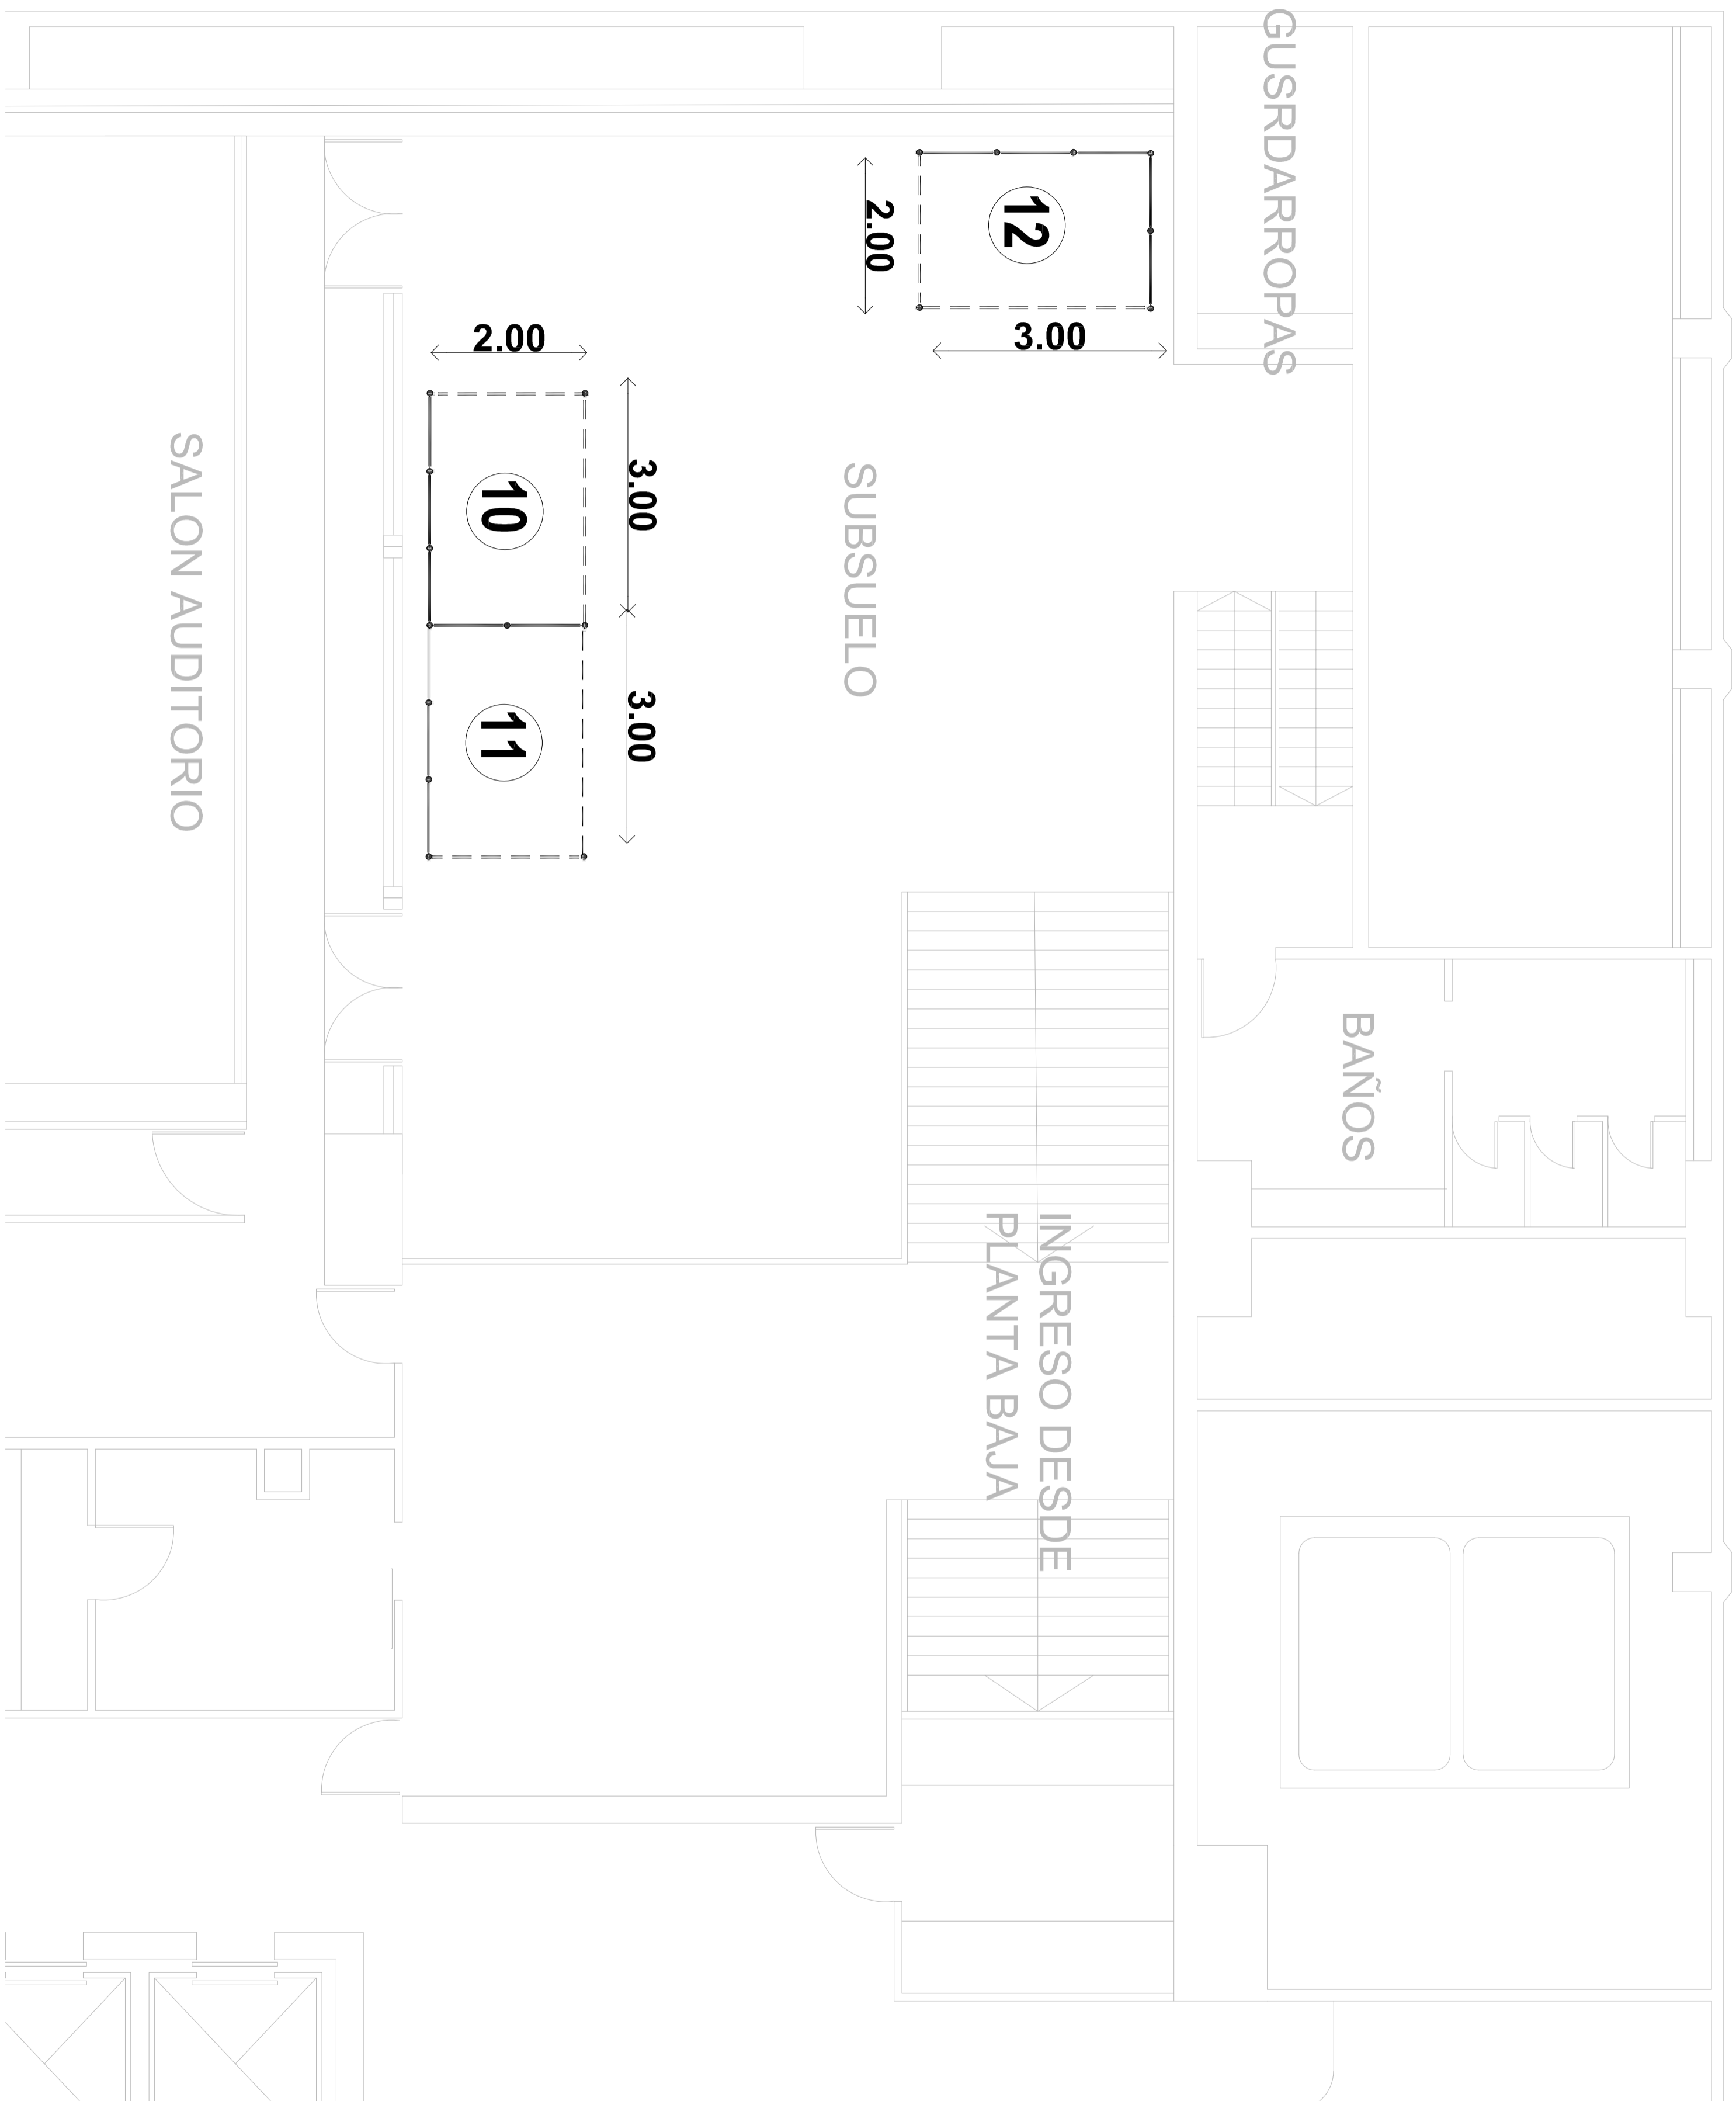 GUSRDARROPAS
12
2.00
3.00
2.00
10
3.00
SALON AUDITORIO
SUBSUELO
11
3.00
BAÑOS
INGRESO DESDE
PLANTA BAJA